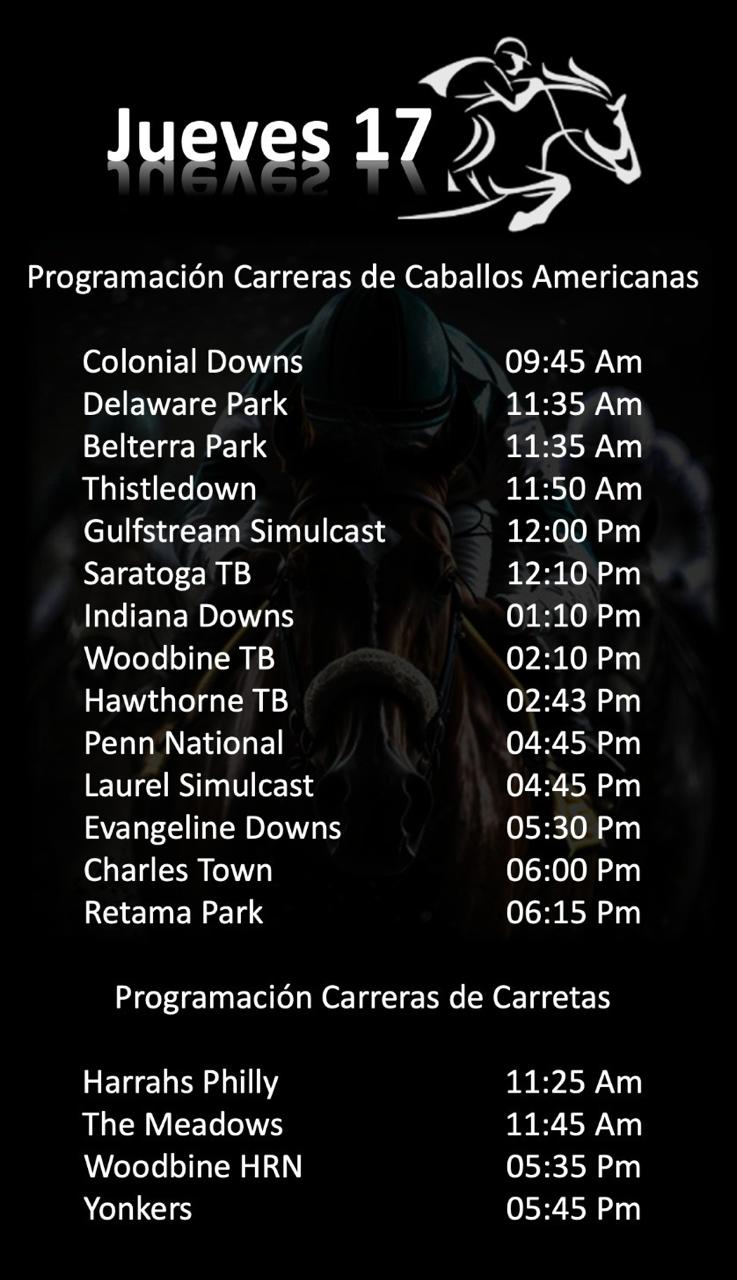 Jueves 17
Programación Carreras de Caballos Americanas
Colonial Downs 09:45 Am
Delaware Park 11:35 Am
Belterra Park 11:35 Am
Thistledown 11:50 Am
Gulfstream Simulcast 12:00 Pm
Saratoga TB 12:10 Pm
Indiana Downs 01:10 Pm
Woodbine TB 02:10 Pm
Hawthorne TB 02:43 Pm
Penn National 04:45 Pm
Laurel Simulcast 04:45 Pm
Evangeline Downs 05:30 Pm
Charles Town 06:00 Pm
Retama Park 06:15 Pm
Programación Carreras de Carretas
Harrahs Philly 11:25 Am
The Meadows 11:45 Am
Woodbine HRN 05:35 Pm
Yonkers 05:45 Pm